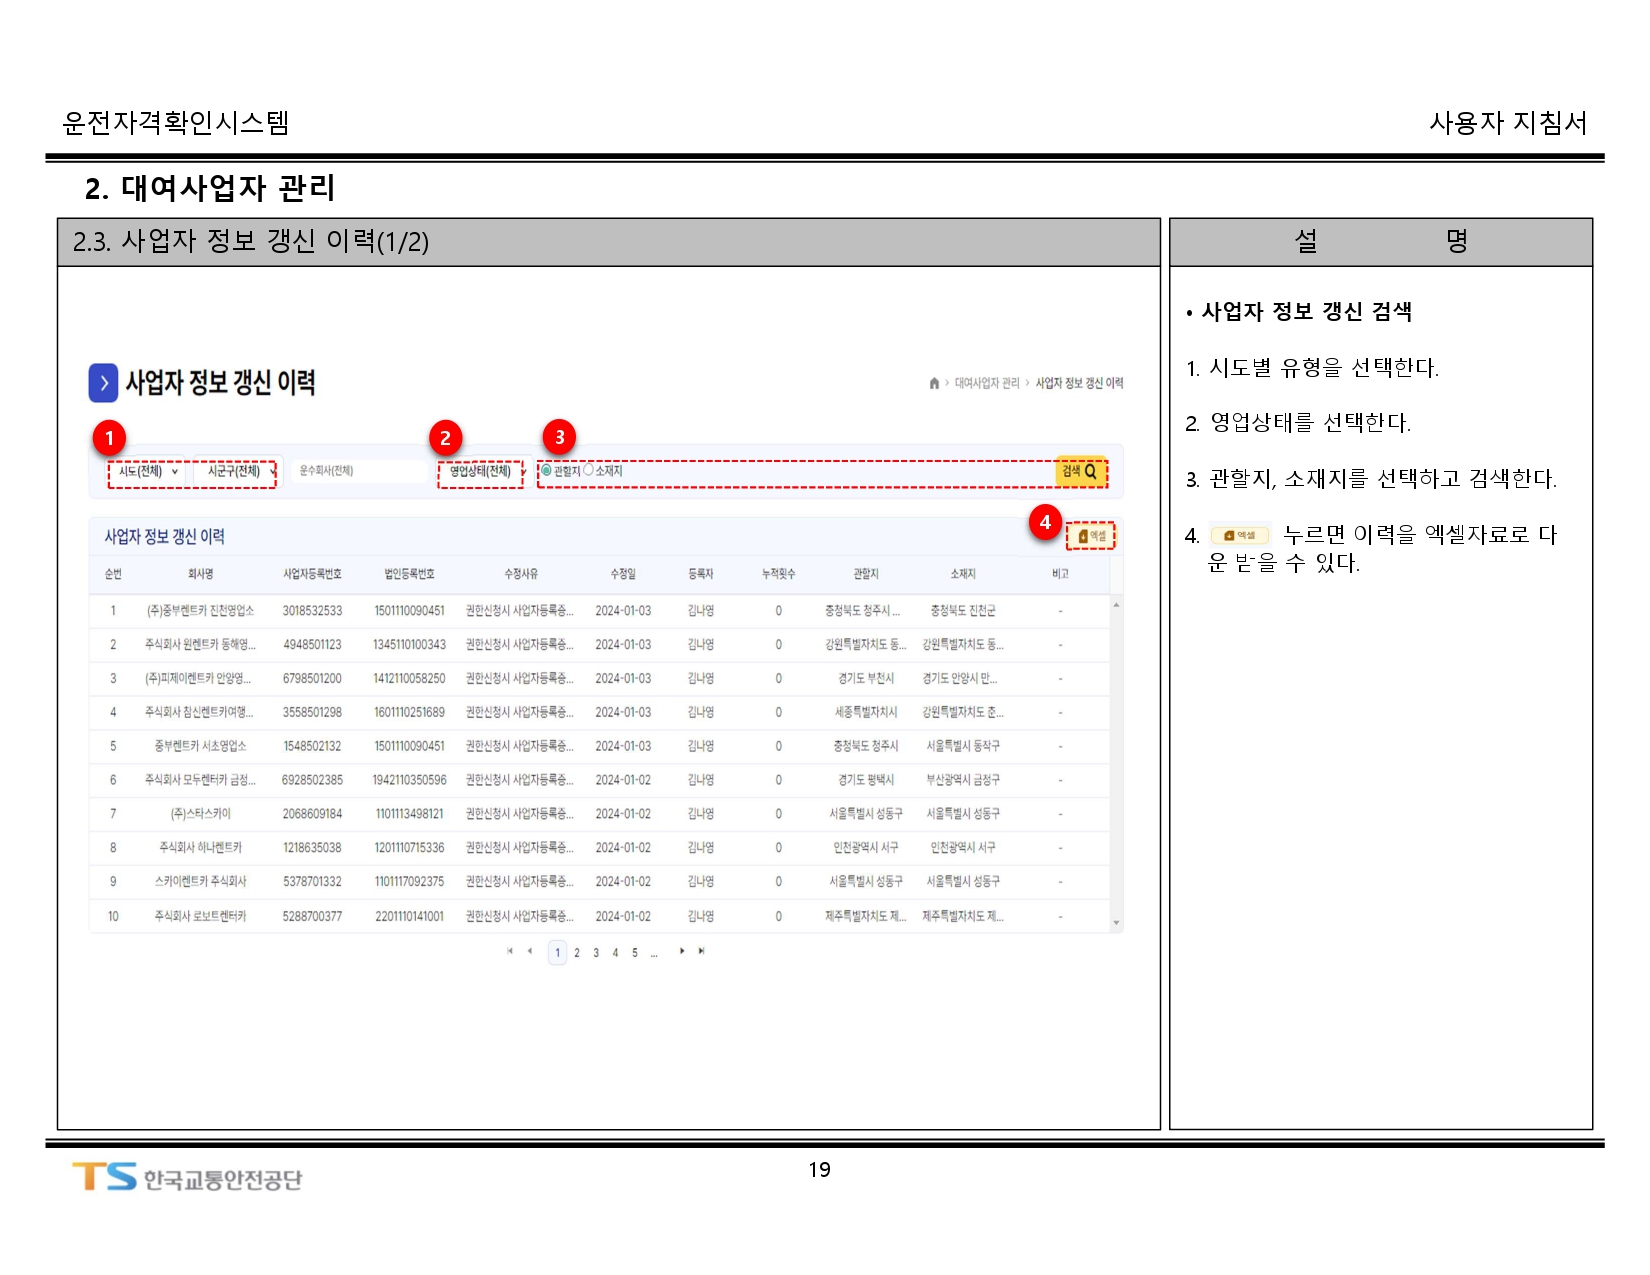 운전자격확인시스템 사용자 지침서
2. 대여사업자 관리
2.3. 사업자 정보 갱신 이력(1/2)
설 명
사업자 정보 갱신 이력
대여사업자 관리 > 사업자 정보 갱신 이력
1 2 3
시도(전체) 시군구(전체) 운수회사(전체) 영업상태(전체) 관할지 소재지 검색
4
사업자 정보 갱신 이력 엑셀
순번 회사명 사업자등록번호 법인등록번호 수정사유 수정일 등록자 누적횟수 관할지 소재지 비고
1 (주)중부렌트카 진천영업소 3018532533 1501110090451 권한신청시 사업자등록증... 2024-01-03 김나영 0 충청북도 청주시 ... 충청북도 진천군 -
2 주식회사 원렌트카 동해영... 4948501123 1345110100343 권한신청시 사업자등록증... 2024-01-03 김나영 0 강원특별자치도 동... 강원특별자치도 동... -
3 (주)피제이렌트카 안양영... 6798501200 1412110058250 권한신청시 사업자등록증... 2024-01-03 김나영 0 경기도 부천시 경기도 안양시 만... -
4 주식회사 참신렌트카여행... 3558501298 1601110251689 권한신청시 사업자등록증... 2024-01-03 김나영 0 세종특별자치시 강원특별자치도 춘... -
5 중부렌트카 서초영업소 1548502132 1501110090451 권한신청시 사업자등록증... 2024-01-03 김나영 0 충청북도 청주시 서울특별시 동작구 -
6 주식회사 모두렌터카 금정... 6928502385 1942110350596 권한신청시 사업자등록증... 2024-01-02 김나영 0 경기도 평택시 부산광역시 금정구 -
7 (주)스타스카이 2068609184 1101113498121 권한신청시 사업자등록증... 2024-01-02 김나영 0 서울특별시 성동구 서울특별시 성동구 -
8 주식회사 하나렌트카 1218635038 1201110715336 권한신청시 사업자등록증... 2024-01-02 김나영 0 인천광역시 서구 인천광역시 서구 -
9 스카이렌트카 주식회사 5378701332 1101117092375 권한신청시 사업자등록증... 2024-01-02 김나영 0 서울특별시 성동구 서울특별시 성동구 -
10 주식회사 로보트렌터카 5288700377 2201110141001 권한신청시 사업자등록증... 2024-01-02 김나영 0 제주특별자치도 제... 제주특별자치도 제... -
1 2 3 4 5 ...
• 사업자 정보 갱신 검색
1. 시도별 유형을 선택한다.
2. 영업상태를 선택한다.
3. 관할지, 소재지를 선택하고 검색한다.
4. 엑셀 누르면 이력을 엑셀자료로 다
운 받을 수 있다.
TS 한국교통안전공단
19